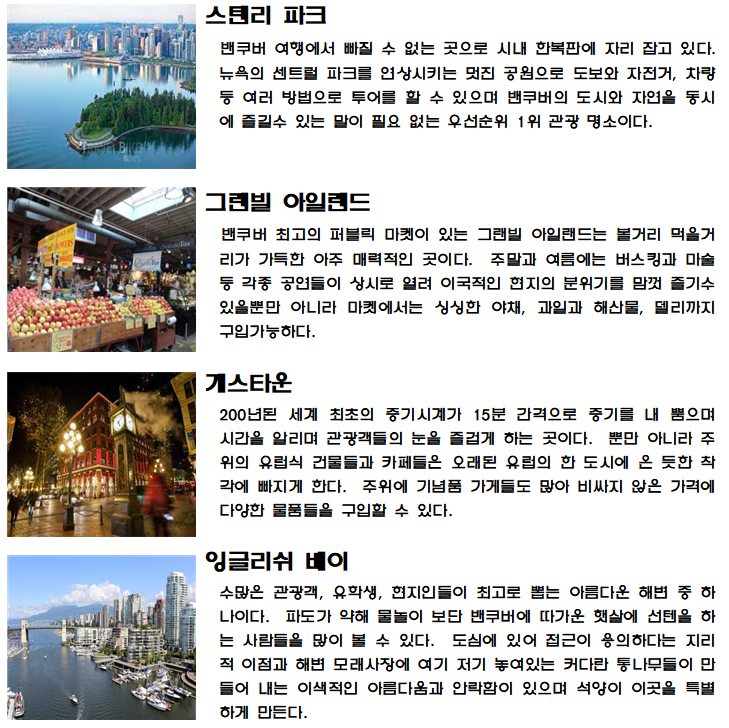 스탠리 파크
밴쿠버 여행에서 빠질 수 없는 곳으로 시내 한복판에 자리 잡고 있다.
뉴욕의 센트럴 파크를 연상시키는 멋진 공원으로 도보와 자전거, 차량
등 여러 방법으로 투어를 할 수 있으며 밴쿠버의 도시와 자연을 동시
에 즐길수 있는 말이 필요 없는 우선순위 1위 관광 명소이다.
그랜빌 아일랜드
밴쿠버 최고의 퍼블릭 마켓이 있는 그랜빌 아일랜드는 볼거리 먹을거
리가 가득한 아주 매력적인 곳이다. 주말과 여름에는 버스킹과 마술
등 각종 공연들이 상시로 열려 이국적인 현지의 분위기를 맘껏 즐기수
있을뿐만 아니라 마켓에서는 싱싱한 야채, 과일과 해산물, 델리까지
구입가능하다.
개스타운
200년된 세계 최초의 증기시계가 15분 간격으로 증기를 내 뿜으며
시간을 알리며 관광객들의 눈을 즐겁게 하는 곳이다. 뿐만 아니라 주
위의 유럽식 건물들과 카페들은 오래된 유럽의 한 도시에 온 듯한 착
각에 빠지게 한다. 주위에 기념품 가게들도 많아 비싸지 않은 가격에
다양한 물품들을 구입할 수 있다.
잉글리쉬 베이
수많은 관광객, 유학생, 현지인들이 최고로 뽑는 아름다운 해변 중 하
나이다. 파도가 약해 물놀이 보단 밴쿠버에 따가운 햇살에 선텐을 하
는 사람들을 많이 볼 수 있다. 도심에 있어 접근이 용의하다는 지리
적 이점과 해변 모래사장에 여기 저기 놓여있는 커다란 통나무들이 만
들어 내는 이색적인 아름다움과 안락함이 있으며 석양이 이곳을 특별
하게 만든다.